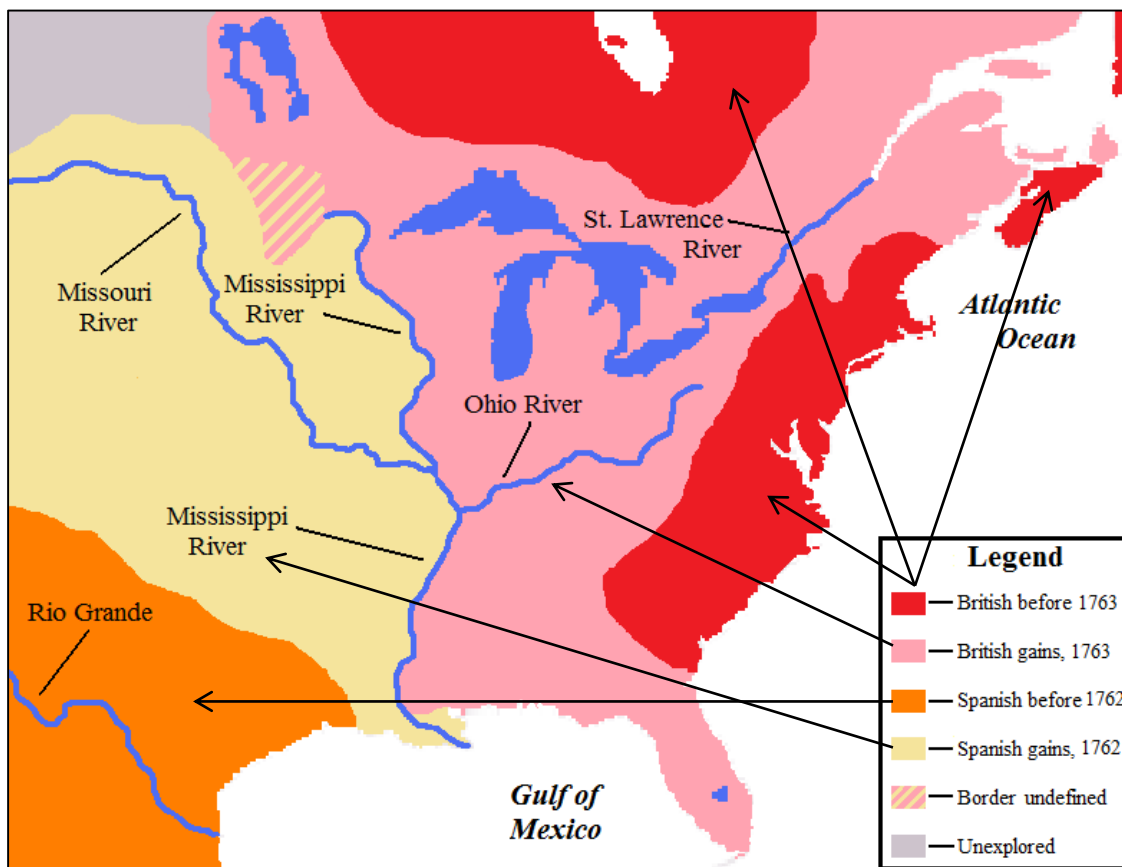 St. Lawrence
River
Missouri
River
Mississippi
River
Atlantic
Ocean
Ohio River
Mississippi
River
Rio Grande
Gulf of
Mexico
Legend
British before 1763
British gains, 1763
Spanish before 1762
Spanish gains, 1762
Border undefined
Unexplored